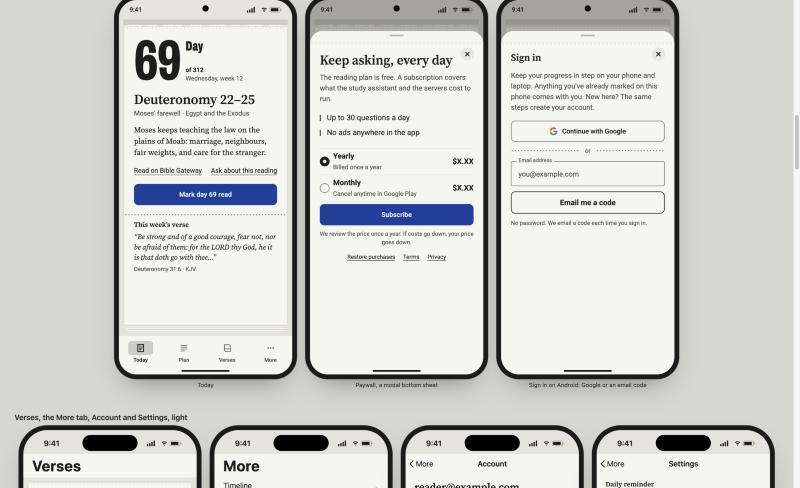 9:41
69
Day
of 312
Wednesday, week 12
Deuteronomy 22–25
Moses' farewell · Egypt and the Exodus
Moses keeps teaching the law on the
plains of Moab: marriage, neighbours,
fair weights, and care for the stranger.
Read on Bible Gateway Ask about this reading
Mark day 69 read
This week's verse
"Be strong and of a good courage, fear not, nor
be afraid of them: for the LORD thy God, he it
is that doth go with thee..."
Deuteronomy 31:6 · KJV
Today Plan Verses More
Today
9:41
Keep asking, every day
The reading plan is free. A subscription covers
what the study assistant and the servers cost to
run.
Up to 30 questions a day
No ads anywhere in the app
Yearly
Billed once a year
$X.XX
Monthly
Cancel anytime in Google Play
$X.XX
Subscribe
We review the price once a year. If costs go down, your price
goes down.
Restore purchases Terms Privacy
Paywall, a modal bottom sheet
9:41
Sign in
Keep your progress in step on your phone and
laptop. Anything you've already marked on this
phone comes with you. New here? The same
steps create your account.
Continue with Google
or
Email address
you@example.com
Email me a code
No password. We email a code each time you sign in.
Sign in on Android: Google or an email code
Verses, the More tab, Account and Settings, light
9:41
Verses
9:41
More
Timeline
9:41
More Account
reader@example.com
9:41
More Settings
Daily reminder